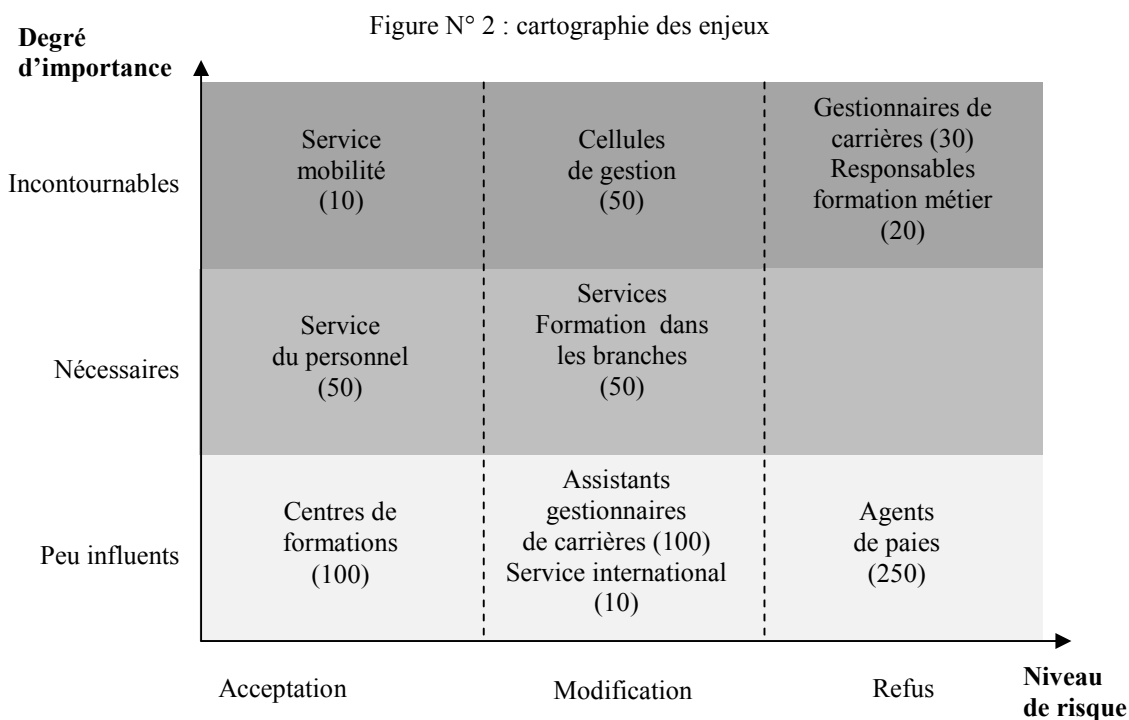 Figure N° 2 : cartographie des enjeux
Degré
d’importance
Incontournables
Service
mobilité
(10)
Cellules
de gestion
(50)
Gestionnaires de
carrières (30)
Responsables
formation métier
(20)
Nécessaires
Service
du personnel
(50)
Services
Formation dans
les branches
(50)
Peu influents
Centres de
formations
(100)
Assistants
gestionnaires
de carrières (100)
Service international
(10)
Agents
de paies
(250)
Acceptation
Modification
Refus
Niveau
de risque